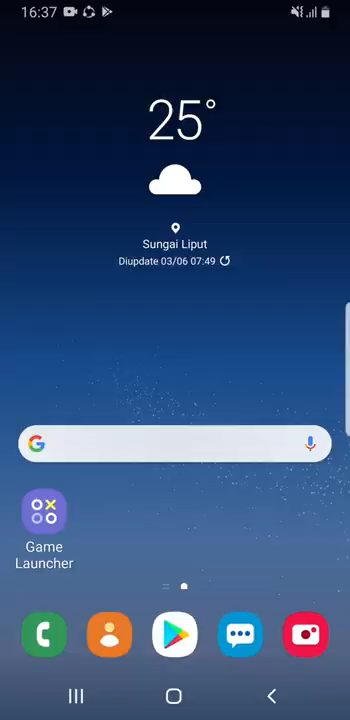 16:37
25°
Sungai Liput
Diupdate 03/06 07:49
Game
Launcher